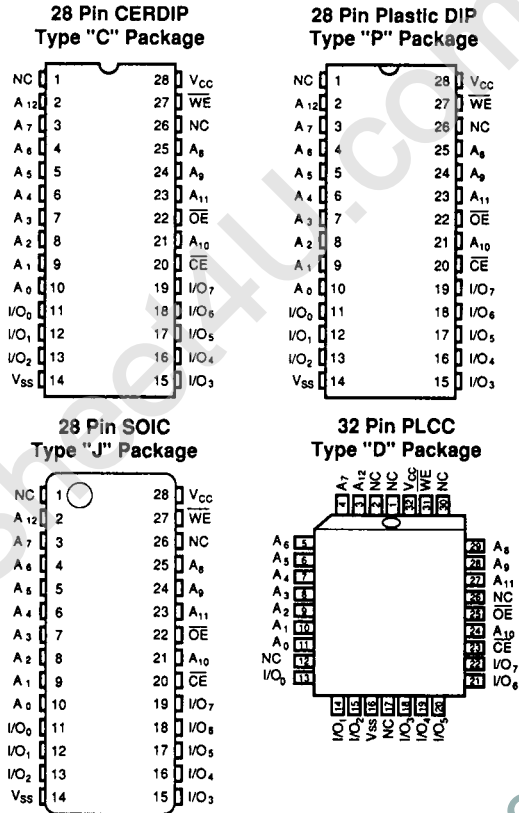 28 Pin CERDIP
Type "C" Package
NC 1 28 VCC
A12 2 27 W̅E̅
A7 3 26 NC
A6 4 25 A8
A5 5 24 A9
A4 6 23 A11
A3 7 22 O̅E̅
A2 8 21 A10
A1 9 20 C̅E̅
A0 10 19 I/O7
I/O0 11 18 I/O6
I/O1 12 17 I/O5
I/O2 13 16 I/O4
VSS 14 15 I/O3
28 Pin Plastic DIP
Type "P" Package
NC 1 28 VCC
A12 2 27 W̅E̅
A7 3 26 NC
A6 4 25 A8
A5 5 24 A9
A4 6 23 A11
A3 7 22 O̅E̅
A2 8 21 A10
A1 9 20 C̅E̅
A0 10 19 I/O7
I/O0 11 18 I/O6
I/O1 12 17 I/O5
I/O2 13 16 I/O4
VSS 14 15 I/O3
28 Pin SOIC
Type "J" Package
NC 1 28 VCC
A12 2 27 W̅E̅
A7 3 26 NC
A6 4 25 A8
A5 5 24 A9
A4 6 23 A11
A3 7 22 O̅E̅
A2 8 21 A10
A1 9 20 C̅E̅
A0 10 19 I/O7
I/O0 11 18 I/O6
I/O1 12 17 I/O5
I/O2 13 16 I/O4
VSS 14 15 I/O3
32 Pin PLCC
Type "D" Package
A7 A12 NC NC VCC W̅E̅ NC
4 3 2 1 32 31 30
A6 5 29 A8
A5 6 28 A9
A4 7 27 A11
A3 8 26 NC
A2 9 25 O̅E̅
A1 10 24 A10
A0 11 23 C̅E̅
NC 12 22 I/O7
I/O0 13 21 I/O6
14 15 16 17 18 19 20
I/O1 I/O2 VSS NC I/O3 I/O4 I/O5
sheet4U.com